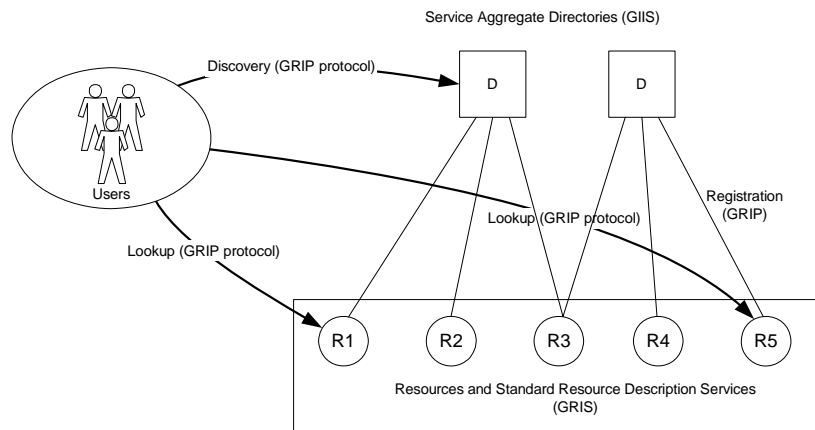 Service Aggregate Directories (GIIS)
Discovery (GRIP protocol)
D
D
Users
Registration
(GRIP)
Lookup (GRIP protocol)
Lookup (GRIP protocol)
R1
R2
R3
R4
R5
Resources and Standard Resource Description Services
(GRIS)